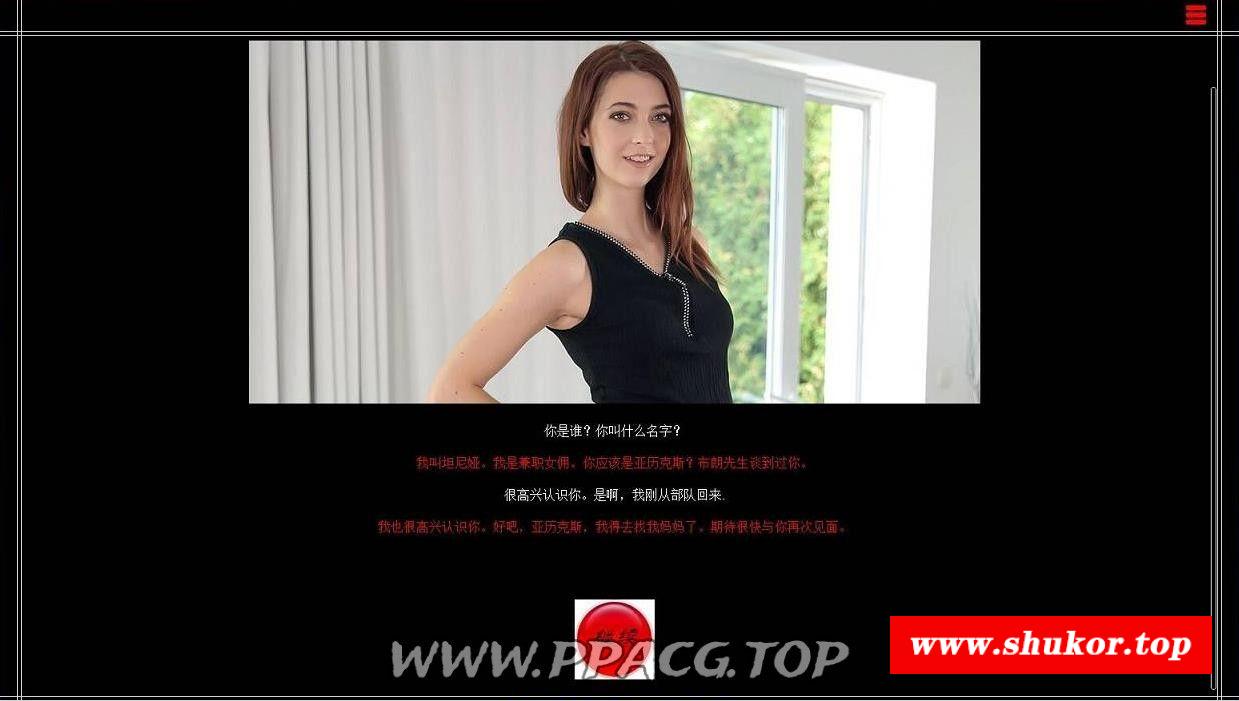 你是谁？你叫什么名字？
我叫坦尼娅。我是兼职女佣。你应该是亚历克斯？布朗先生谈到过你。
很高兴认识你。是啊，我刚从部队回来.
我也很高兴认识你。好吧，亚历克斯，我得去找我妈妈了。期待很快与你再次见面。
WWW.PPACG.TOP
www.shukor.top